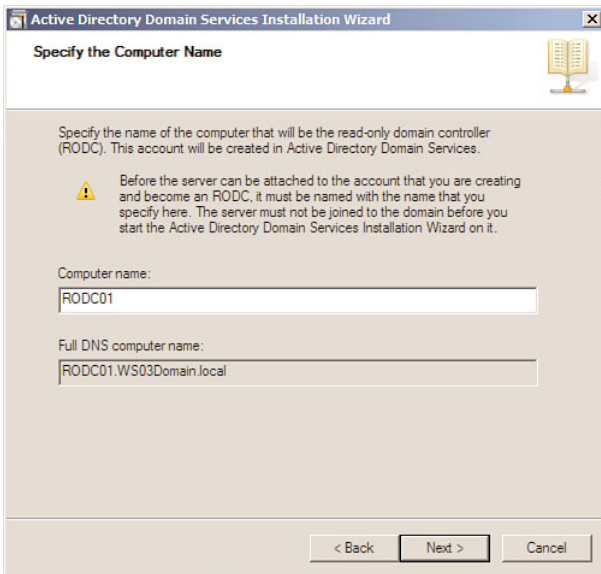 Active Directory Domain Services Installation Wizard
Specify the Computer Name
Specify the name of the computer that will be the read-only domain controller
(RODC). This account will be created in Active Directory Domain Services.
Before the server can be attached to the account that you are creating
and become an RODC, it must be named with the name that you
specify here. The server must not be joined to the domain before you
start the Active Directory Domain Services Installation Wizard on it.
Computer name:
RODC01
Full DNS computer name:
RODC01.WS03Domain.local
< Back Next > Cancel